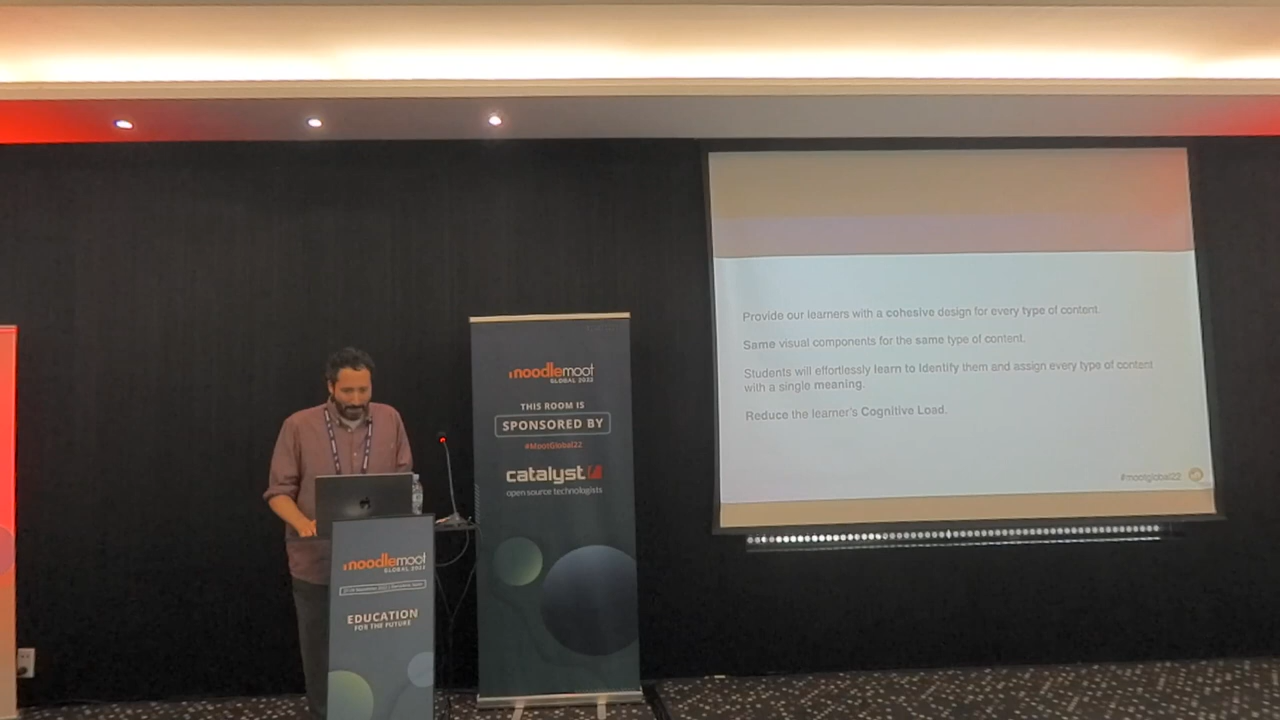 Provide our learners with a cohesive design for every type of content.
Same visual components for the same type of content.
Students will effortlessly learn to Identify them and assign every type of content
with a single meaning.
Reduce the learner's Cognitive Load.
#mootglobal22
moodlemoot
GLOBAL 2022
THIS ROOM IS
SPONSORED BY
#MootGlobal22
catalyst
open source technologists
moodlemoot
GLOBAL 2022
EDUCATION
FOR THE FUTURE